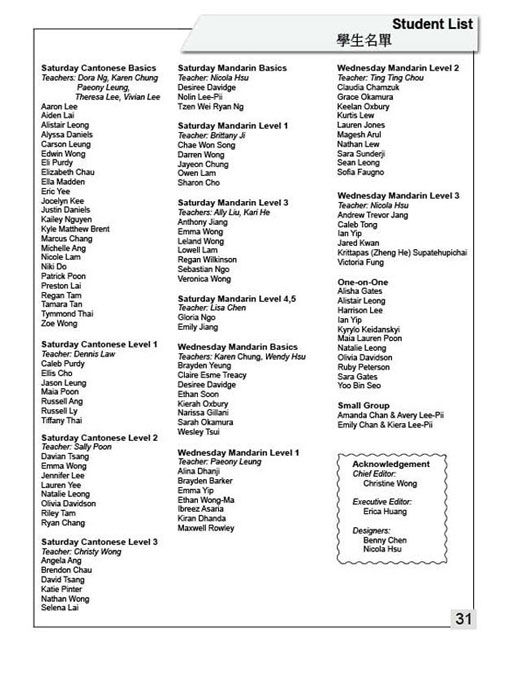 Student List
學生名單
Saturday Cantonese Basics
Teachers: Dora Ng, Karen Chung
Paeony Leung,
Theresa Lee, Vivian Lee
Aaron Lee
Aiden Lai
Alistair Leong
Alyssa Daniels
Carson Leung
Edwin Wong
Eli Purdy
Elizabeth Chau
Ella Madden
Eric Yee
Jocelyn Kee
Justin Daniels
Kailey Nguyen
Kyle Matthew Brent
Marcus Chang
Michelle Ang
Nicole Lam
Niki Do
Patrick Poon
Preston Lai
Regan Tam
Tamara Tan
Tymmond Thai
Zoe Wong
Saturday Cantonese Level 1
Teacher: Dennis Law
Caleb Purdy
Ellis Cho
Jason Leung
Maia Poon
Russell Ang
Russell Ly
Tiffany Thai
Saturday Cantonese Level 2
Teacher: Sally Poon
Davian Tsang
Emma Wong
Jennifer Lee
Lauren Yee
Natalie Leong
Olivia Davidson
Riley Tam
Ryan Chang
Saturday Cantonese Level 3
Teacher: Christy Wong
Angela Ang
Brendon Chau
David Tsang
Katie Pinter
Nathan Wong
Selena Lai
Saturday Mandarin Basics
Teacher: Nicola Hsu
Desiree Davidge
Nolin Lee-Pii
Tzen Wei Ryan Ng
Saturday Mandarin Level 1
Teacher: Brittany Ji
Chae Won Song
Darren Wong
Jayeon Chung
Owen Lam
Sharon Cho
Saturday Mandarin Level 3
Teachers: Ally Liu, Kari He
Anthony Jiang
Emma Wong
Leland Wong
Lowell Lam
Regan Wilkinson
Sebastian Ngo
Veronica Wong
Saturday Mandarin Level 4,5
Teacher: Lisa Chen
Gloria Ngo
Emily Jiang
Wednesday Mandarin Basics
Teachers: Karen Chung, Wendy Hsu
Brayden Yeung
Claire Esme Treacy
Desiree Davidge
Ethan Soon
Kierah Oxbury
Narissa Gillani
Sarah Okamura
Wesley Tsui
Wednesday Mandarin Level 1
Teacher: Paeony Leung
Alina Dhanji
Brayden Barker
Emma Yip
Ethan Wong-Ma
Ibreez Asaria
Kiran Dhanda
Maxwell Rowley
Wednesday Mandarin Level 2
Teacher: Ting Ting Chou
Claudia Chamzuk
Grace Okamura
Keelan Oxbury
Kurtis Lew
Lauren Jones
Magesh Arul
Nathan Lew
Sara Sunderji
Sean Leong
Sofia Faugno
Wednesday Mandarin Level 3
Teacher: Nicola Hsu
Andrew Trevor Jang
Caleb Tong
Ian Yip
Jared Kwan
Krittapas (Zheng He) Supatehupichai
Victoria Fung
One-on-One
Alisha Gates
Alistair Leong
Harrison Lee
Ian Yip
Kyrylo Keidanskyi
Maia Lauren Poon
Natalie Leong
Olivia Davidson
Ruby Peterson
Sara Gates
Yoo Bin Seo
Small Group
Amanda Chan & Avery Lee-Pii
Emily Chan & Kiera Lee-Pii
Acknowledgement
Chief Editor:
Christine Wong
Executive Editor:
Erica Huang
Designers:
Benny Chen
Nicola Hsu
31